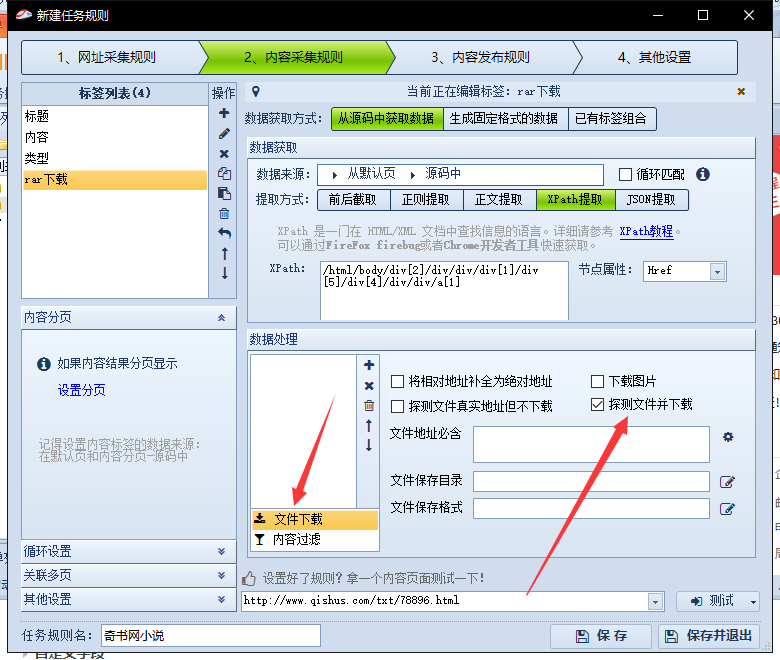 新建任务规则
1、网址采集规则
2、内容采集规则
3、内容发布规则
4、其他设置
标签列表(4)
操作
标题
内容
类型
rar下载
当前正在编辑标签：rar下载
数据获取方式：
从源码中获取数据
生成固定格式的数据
已有标签组合
数据获取
数据来源：
从默认页
源码中
循环匹配
提取方式：
前后截取
正则提取
正文提取
XPath提取
JSON提取
XPath 是一门在 HTML/XML 文档中查找信息的语言。详细请参考 XPath教程。
可以通过FireFox firebug或者Chrome开发者工具快速获取。
XPath:
/html/body/div[2]/div/div/div[1]/div
[5]/div[4]/div/div/a[1]
节点属性：
Href
内容分页
如果内容结果分页显示
设置分页
记得设置内容标签的数据来源：
在默认页和内容分页-源码中
循环设置
关联多页
其他设置
数据处理
将相对地址补全为绝对地址
下载图片
探测文件真实地址但不下载
探测文件并下载
文件地址必含
文件保存目录
文件保存格式
文件下载
内容过滤
设置好了规则？拿一个内容页面测试一下！
http://www.qishus.com/txt/78896.html
测试
任务规则名：
奇书网小说
保 存
保存并退出
自定义字段